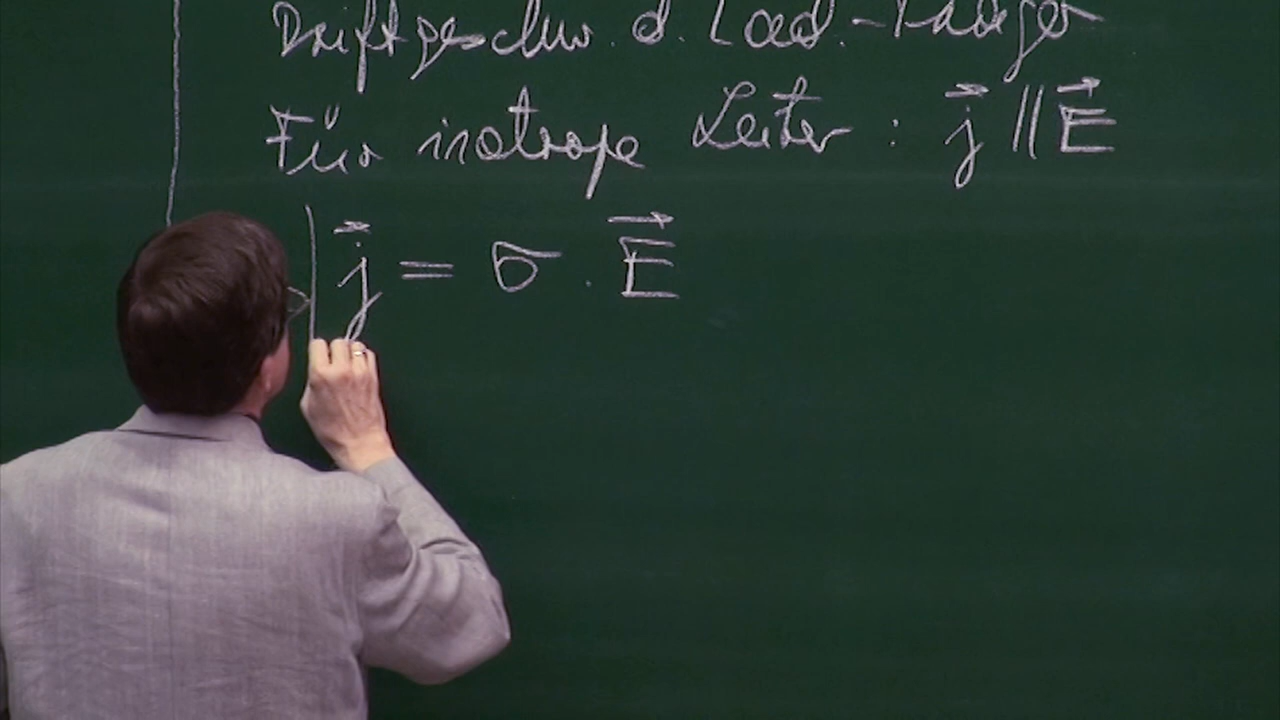 Driftgeschw. d. Lad.-Träger
Für isotrope Leiter : j⃗ ∥ E⃗
j⃗ = σ · E⃗